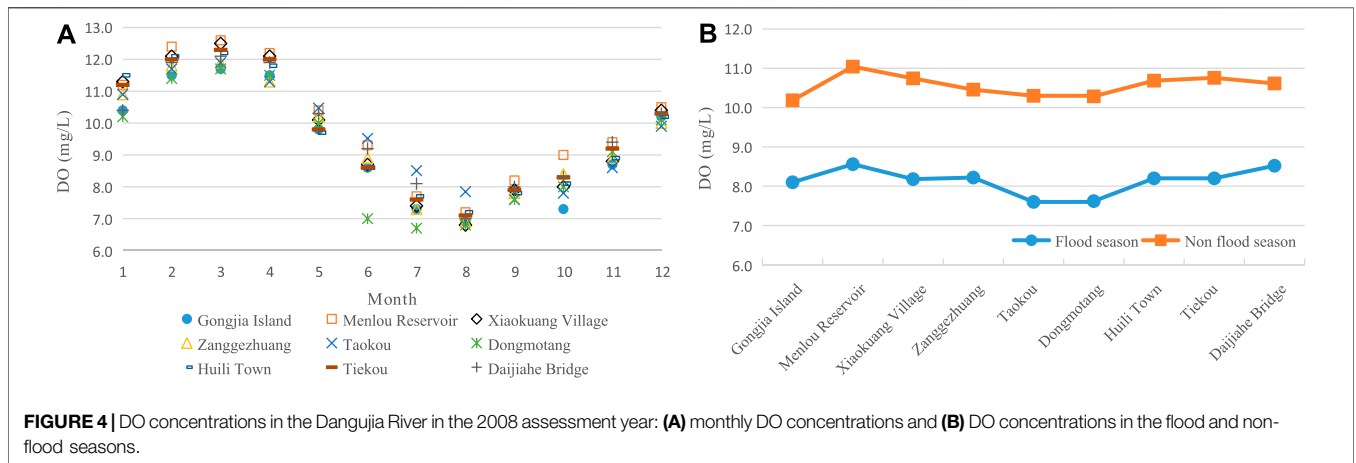 A
DO (mg/L)
13.0
12.0
11.0
10.0
9.0
8.0
7.0
6.0
1 2 3 4 5 6 7 8 9 10 11 12
Month
Gongjia Island Menlou Reservoir Xiaokuang Village
Zanggezhuang Taokou Dongmotang
Huili Town Tiekou Daijiahe Bridge
B
DO (mg/L)
12.0
11.0
10.0
9.0
8.0
7.0
6.0
Flood season Non flood season
Gongjia Island
Menlou Reservoir
Xiaokuang Village
Zanggezhuang
Taokou
Dongmotang
Huili Town
Tiekou
Daijiahe Bridge
FIGURE 4 | DO concentrations in the Dangujia River in the 2008 assessment year: (A) monthly DO concentrations and (B) DO concentrations in the flood and non-
flood seasons.